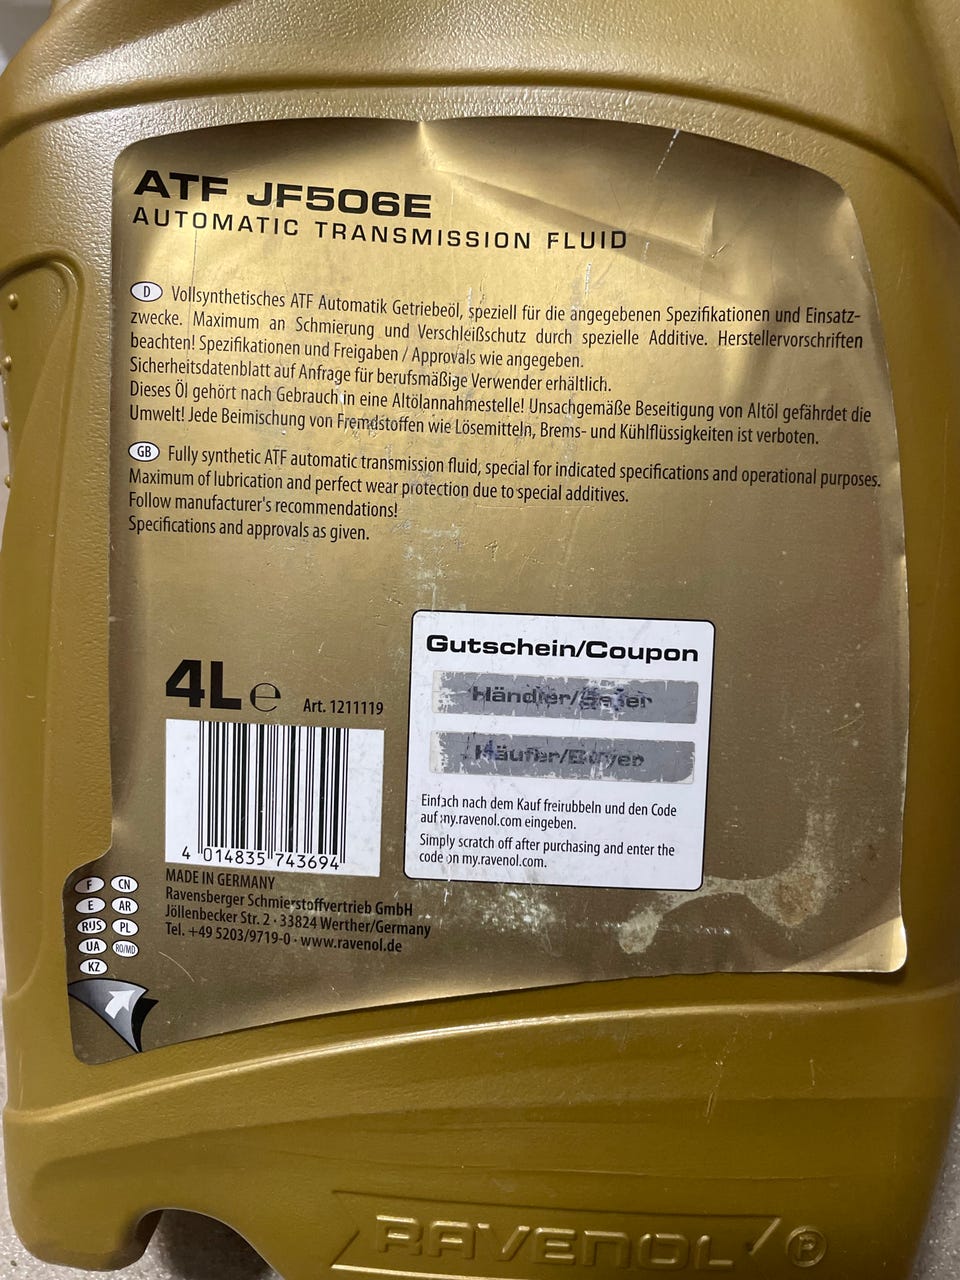 ATF JF506E
AUTOMATIC TRANSMISSION FLUID
D Vollsynthetisches ATF Automatik Getriebeöl, speziell für die angegebenen Spezifikationen und Einsatz-
zwecke. Maximum an Schmierung und Verschleißschutz durch spezielle Additive. Herstellervorschriften
beachten! Spezifikationen und Freigaben / Approvals wie angegeben.
Sicherheitsdatenblatt auf Anfrage für berufsmäßige Verwender erhältlich.
Dieses Öl gehört nach Gebrauch in eine Altölannahmestelle! Unsachgemäße Beseitigung von Altöl gefährdet die
Umwelt! Jede Beimischung von Fremdstoffen wie Lösemitteln, Brems- und Kühlflüssigkeiten ist verboten.
GB Fully synthetic ATF automatic transmission fluid, special for indicated specifications and operational purposes.
Maximum of lubrication and perfect wear protection due to special additives.
Follow manufacturer's recommendations!
Specifications and approvals as given.
Gutschein/Coupon
Händler/Seller
Käufer/Buyer
Einfach nach dem Kauf freirubbeln und den Code
auf my.ravenol.com eingeben.
Simply scratch off after purchasing and enter the
code on my.ravenol.com.
4L e Art. 1211119
4 014835 743694
MADE IN GERMANY
Ravensberger Schmierstoffvertrieb GmbH
Jöllenbecker Str. 2 · 33824 Werther/Germany
Tel. +49 5203/9719-0 · www.ravenol.de
F CN
E AR
RUS PL
UA RO/MD
KZ
RAVENOL P